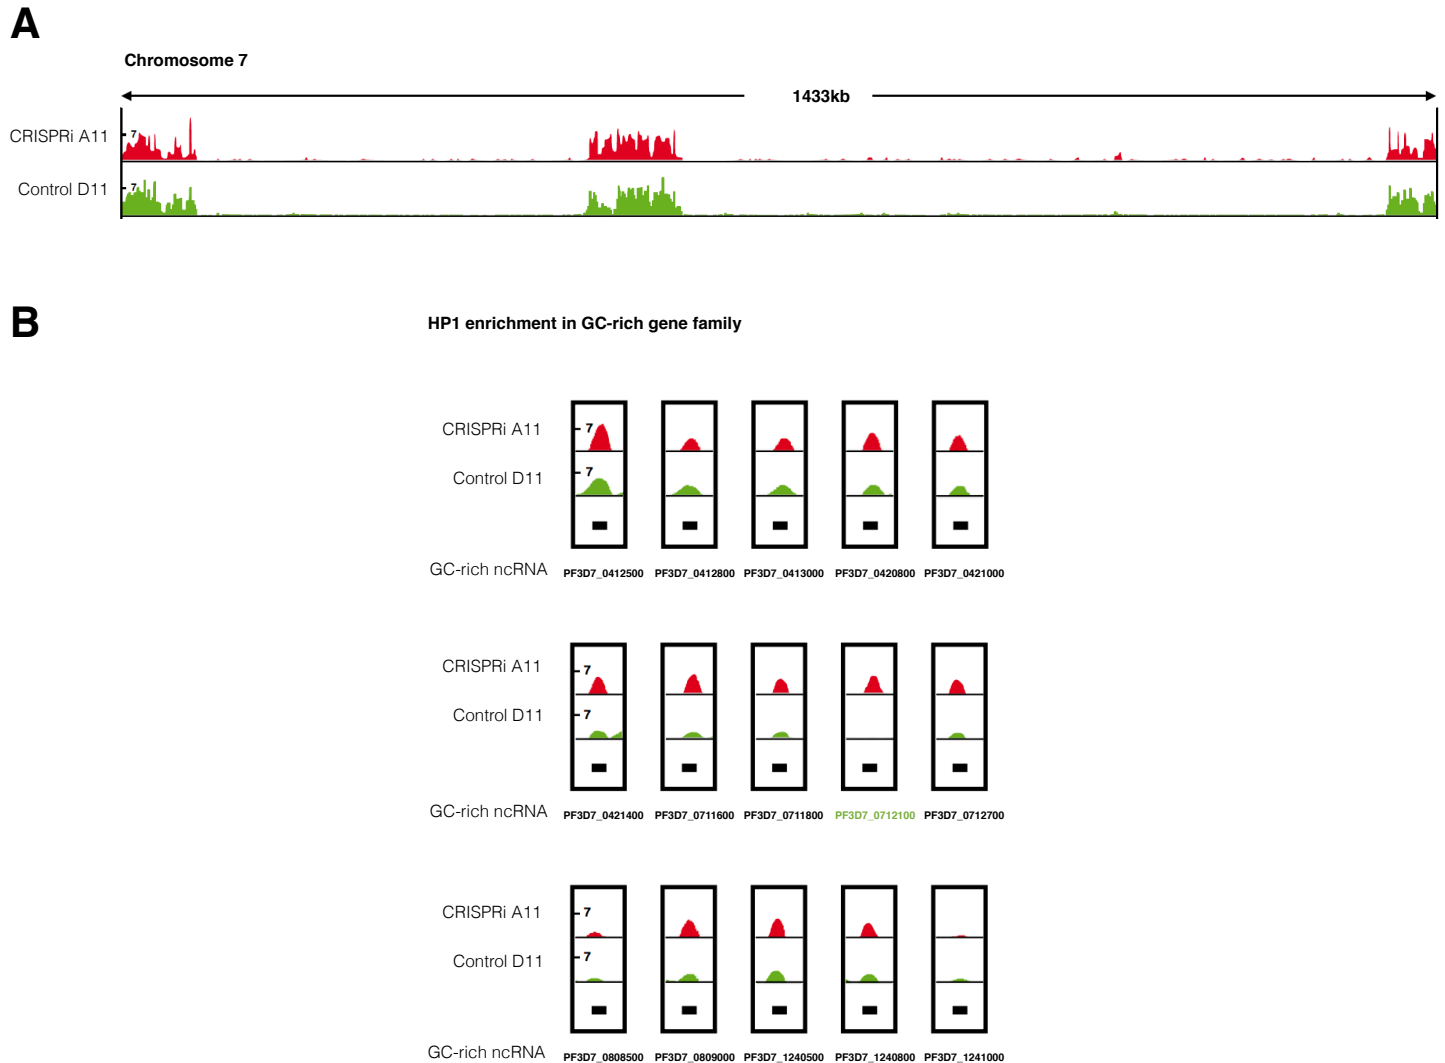 A
Chromosome 7
1433kb
CRISPRi A11
7
Control D11
7
B
HP1 enrichment in GC-rich gene family
CRISPRi A11
7
Control D11
7
GC-rich ncRNA PF3D7_0412500 PF3D7_0412800 PF3D7_0413000 PF3D7_0420800 PF3D7_0421000
CRISPRi A11
7
Control D11
7
GC-rich ncRNA PF3D7_0421400 PF3D7_0711600 PF3D7_0711800 PF3D7_0712100 PF3D7_0712700
CRISPRi A11
7
Control D11
7
GC-rich ncRNA PF3D7_0808500 PF3D7_0809000 PF3D7_1240500 PF3D7_1240800 PF3D7_1241000